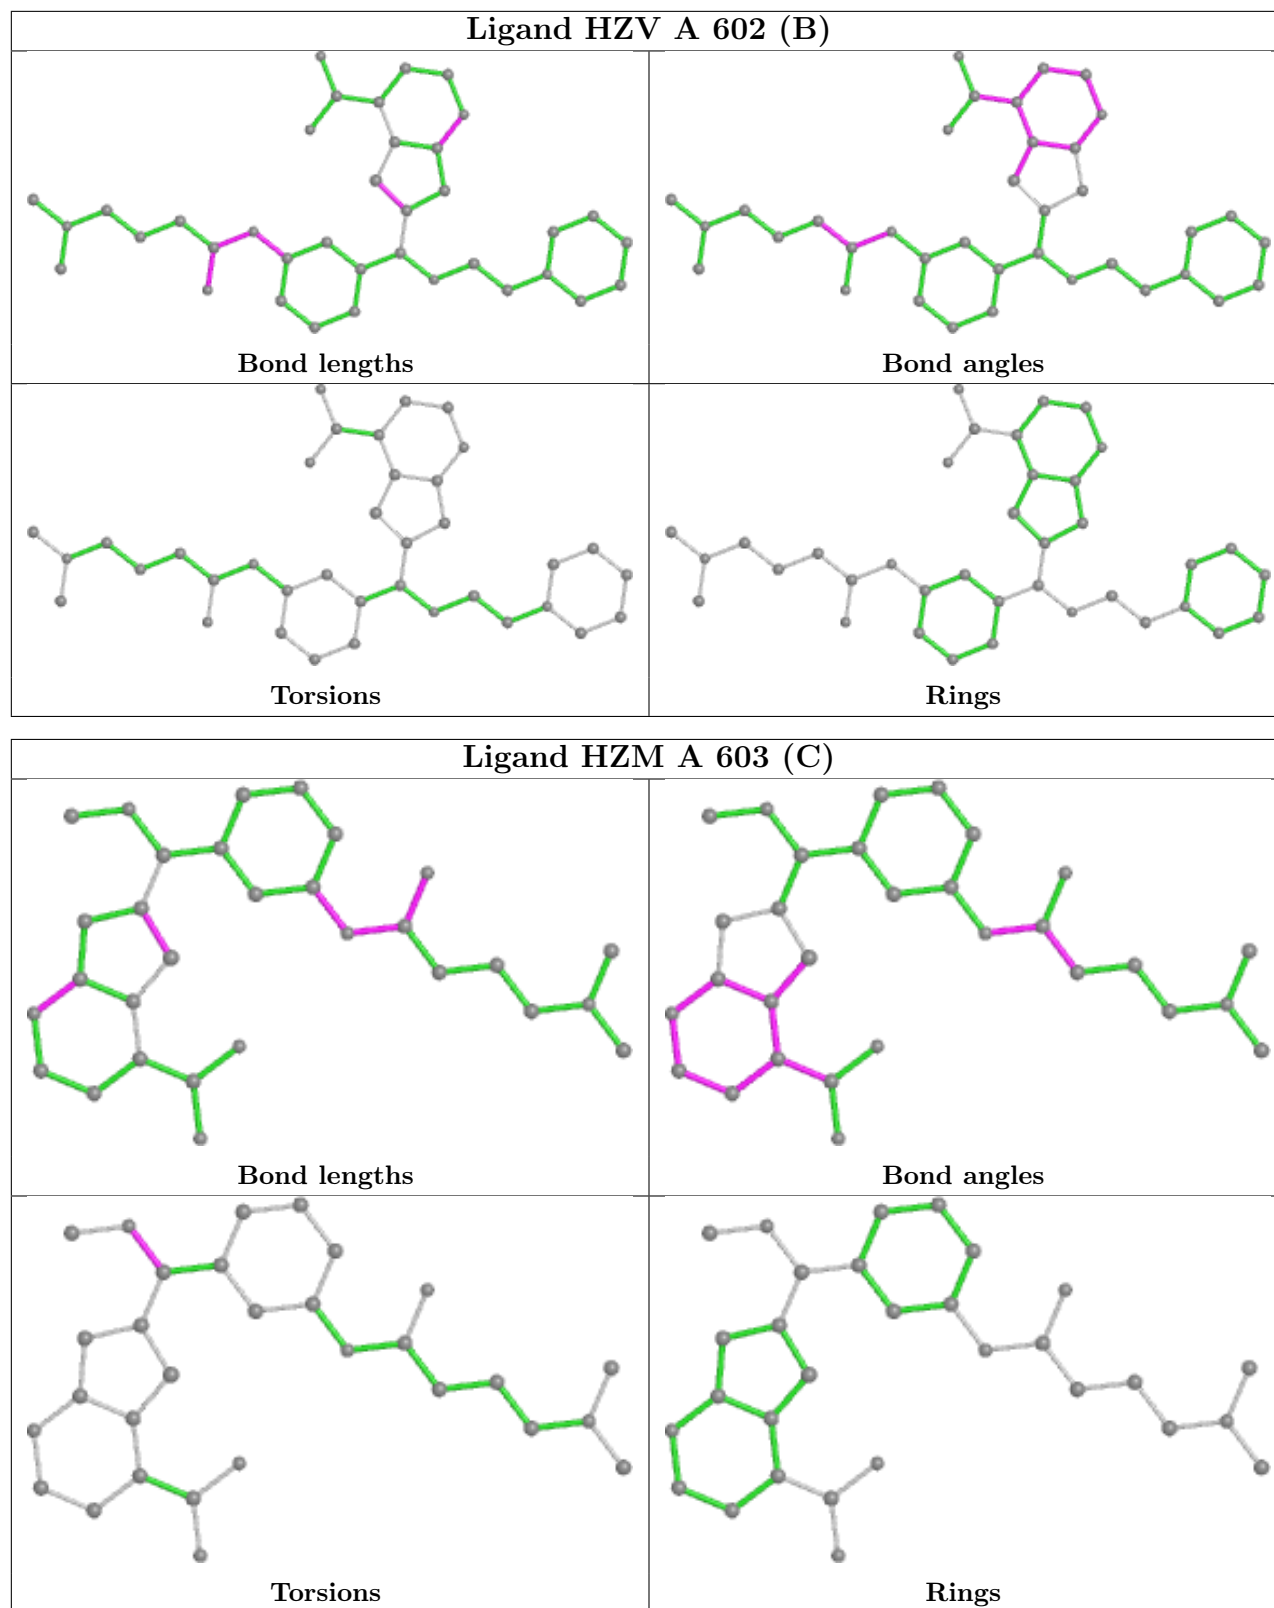 Ligand HZV A 602 (B)
Bond lengths
Bond angles
Torsions
Rings
Ligand HZM A 603 (C)
Bond lengths
Bond angles
Torsions
Rings